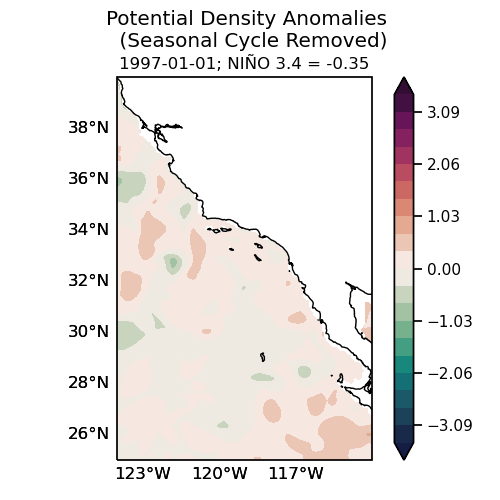 Potential Density Anomalies
(Seasonal Cycle Removed)
1997-01-01; NIÑO 3.4 = -0.35
38°N
36°N
34°N
32°N
30°N
28°N
26°N
123°W 120°W 117°W
3.09
2.06
1.03
0.00
−1.03
−2.06
−3.09